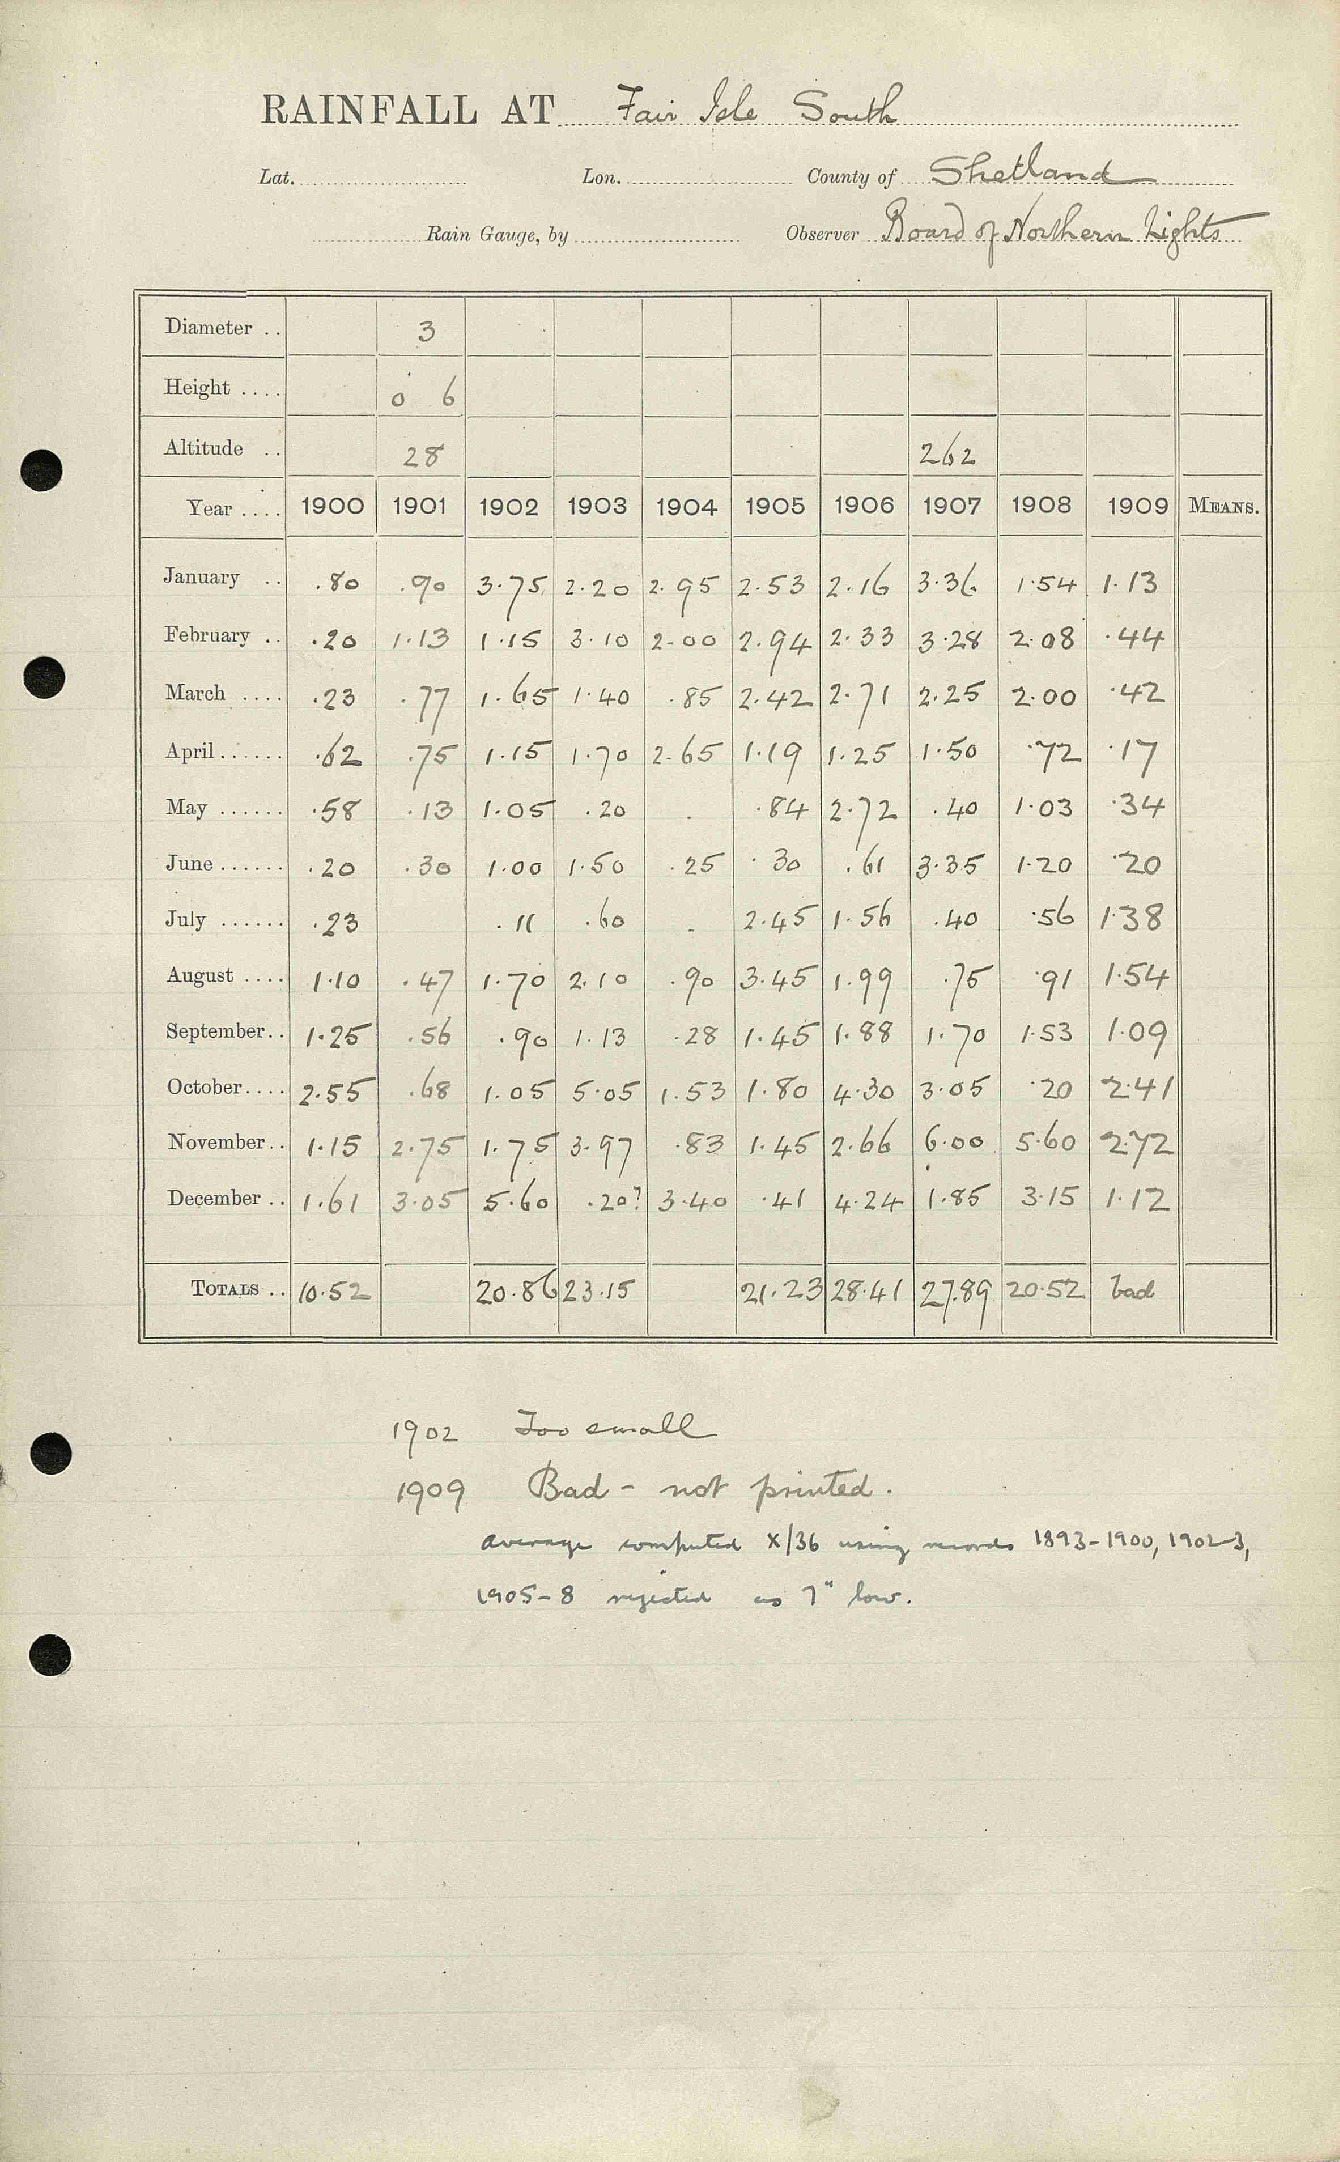 RAINFALL AT Fair Isle South
Lat. Lon. County of Shetland
Rain Gauge, by Observer Board of Northern Lights
Diameter .. 3
Height .... 0 6
Altitude .. 28 262
Year .... 1900 1901 1902 1903 1904 1905 1906 1907 1908 1909 MEANS.
January .. .80 .90 3.75 2.20 2.95 2.53 2.16 3.36 1.54 1.13
February .. .20 1.13 1.15 3.10 2.00 2.94 2.33 3.28 2.08 .44
March .... .23 .77 1.65 1.40 .85 2.42 2.71 2.25 2.00 .42
April ...... .62 .75 1.15 1.70 2.65 1.19 1.25 1.50 .72 .17
May ...... .58 .13 1.05 .20 . .84 2.72 .40 1.03 .34
June ...... .20 .30 1.00 1.50 .25 .30 .61 3.35 1.20 .20
July ...... .23 .11 .60 . 2.45 1.56 .40 .56 1.38
August .... 1.10 .47 1.70 2.10 .90 3.45 1.99 .75 .91 1.54
September .. 1.25 .56 .90 1.13 .28 1.45 1.88 1.70 1.53 1.09
October .... 2.55 .68 1.05 5.05 1.53 1.80 4.30 3.05 .20 2.41
November .. 1.15 2.75 1.75 3.97 .83 1.45 2.66 6.00 5.60 2.72
December .. 1.61 3.05 5.60 .20? 3.40 .41 4.24 1.85 3.15 1.12
TOTALS .. 10.52 20.86 23.15 21.23 28.41 27.89 20.52 bad
1902 Too small
1909 Bad - not printed.
Average computed X/36 using records 1893-1900, 1902-3,
1905-8 rejected as 7" low.